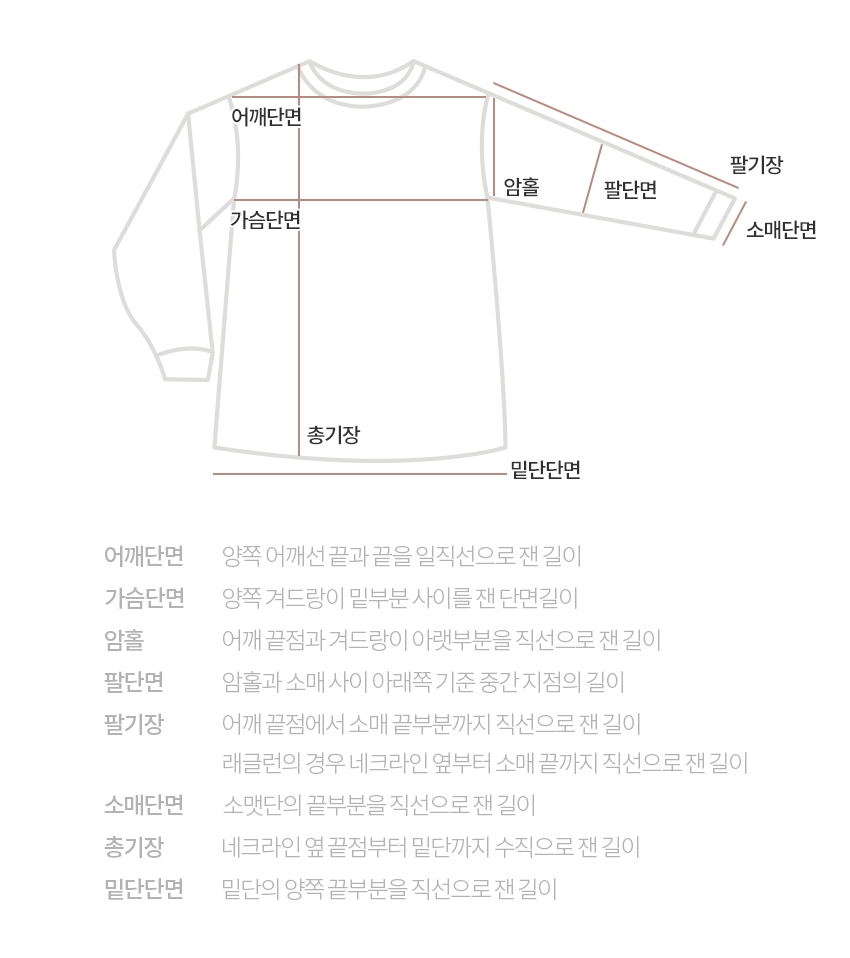 어깨단면
암홀
팔단면
팔기장
가슴단면
소매단면
총기장
밑단단면
어깨단면 양쪽 어깨선 끝과 끝을 일직선으로 잰 길이
가슴단면 양쪽 겨드랑이 밑부분 사이를 잰 단면길이
암홀 어깨 끝점과 겨드랑이 아랫부분을 직선으로 잰 길이
팔단면 암홀과 소매 사이 아래쪽 기준 중간 지점의 길이
팔기장 어깨 끝점에서 소매 끝부분까지 직선으로 잰 길이
래글런의 경우 네크라인 옆부터 소매 끝까지 직선으로 잰 길이
소매단면 소맷단의 끝부분을 직선으로 잰 길이
총기장 네크라인 옆 끝점부터 밑단까지 수직으로 잰 길이
밑단단면 밑단의 양쪽 끝부분을 직선으로 잰 길이